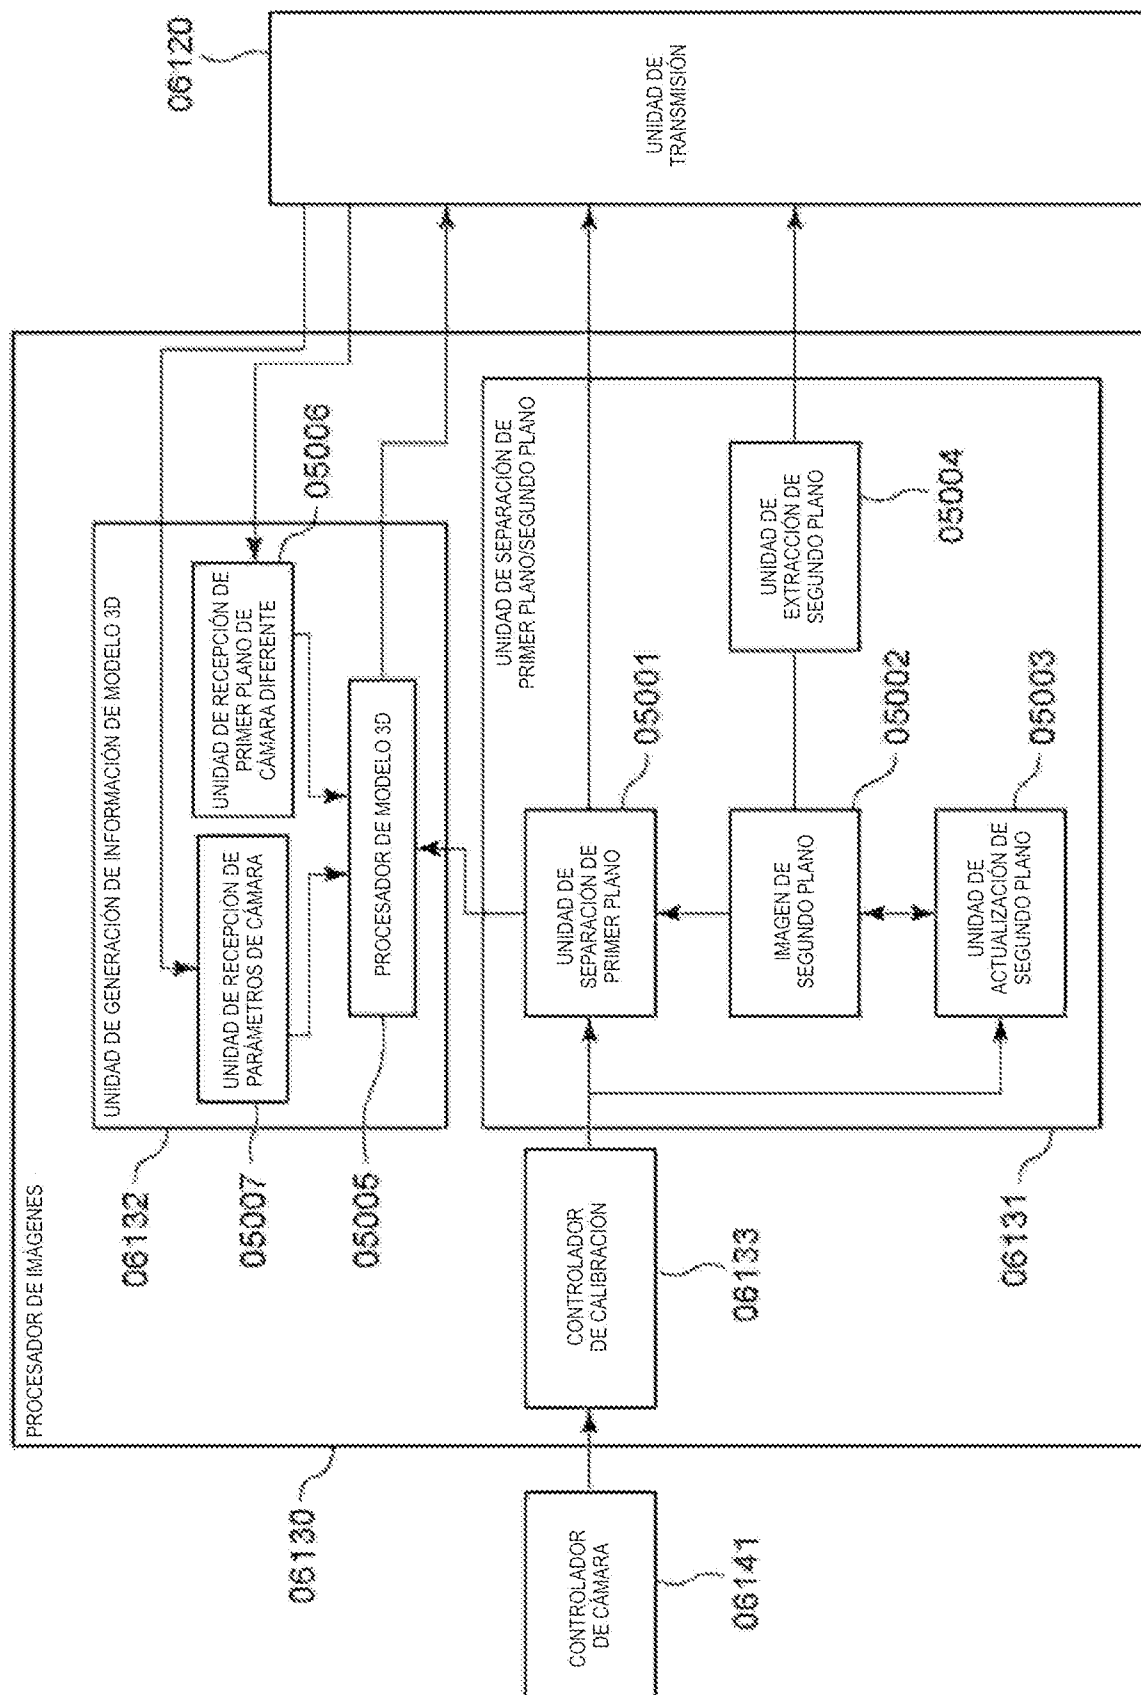 06120
UNIDAD DE
TRANSMISIÓN
PROCESADOR DE IMÁGENES
06130
UNIDAD DE GENERACIÓN DE INFORMACIÓN DE MODELO 3D
06132
UNIDAD DE RECEPCIÓN DE
PARÁMETROS DE CÁMARA
05007
UNIDAD DE RECEPCIÓN DE
PRIMER PLANO DE
CÁMARA DIFERENTE
05006
PROCESADOR DE MODELO 3D
05005
UNIDAD DE SEPARACIÓN DE
PRIMER PLANO/SEGUNDO PLANO
06131
UNIDAD DE
SEPARACIÓN DE
PRIMER PLANO
05001
IMAGEN DE
SEGUNDO PLANO
05002
UNIDAD DE
ACTUALIZACIÓN DE
SEGUNDO PLANO
05003
UNIDAD DE
EXTRACCIÓN DE
SEGUNDO PLANO
05004
CONTROLADOR
DE CALIBRACIÓN
06133
CONTROLADOR
DE CÁMARA
06141